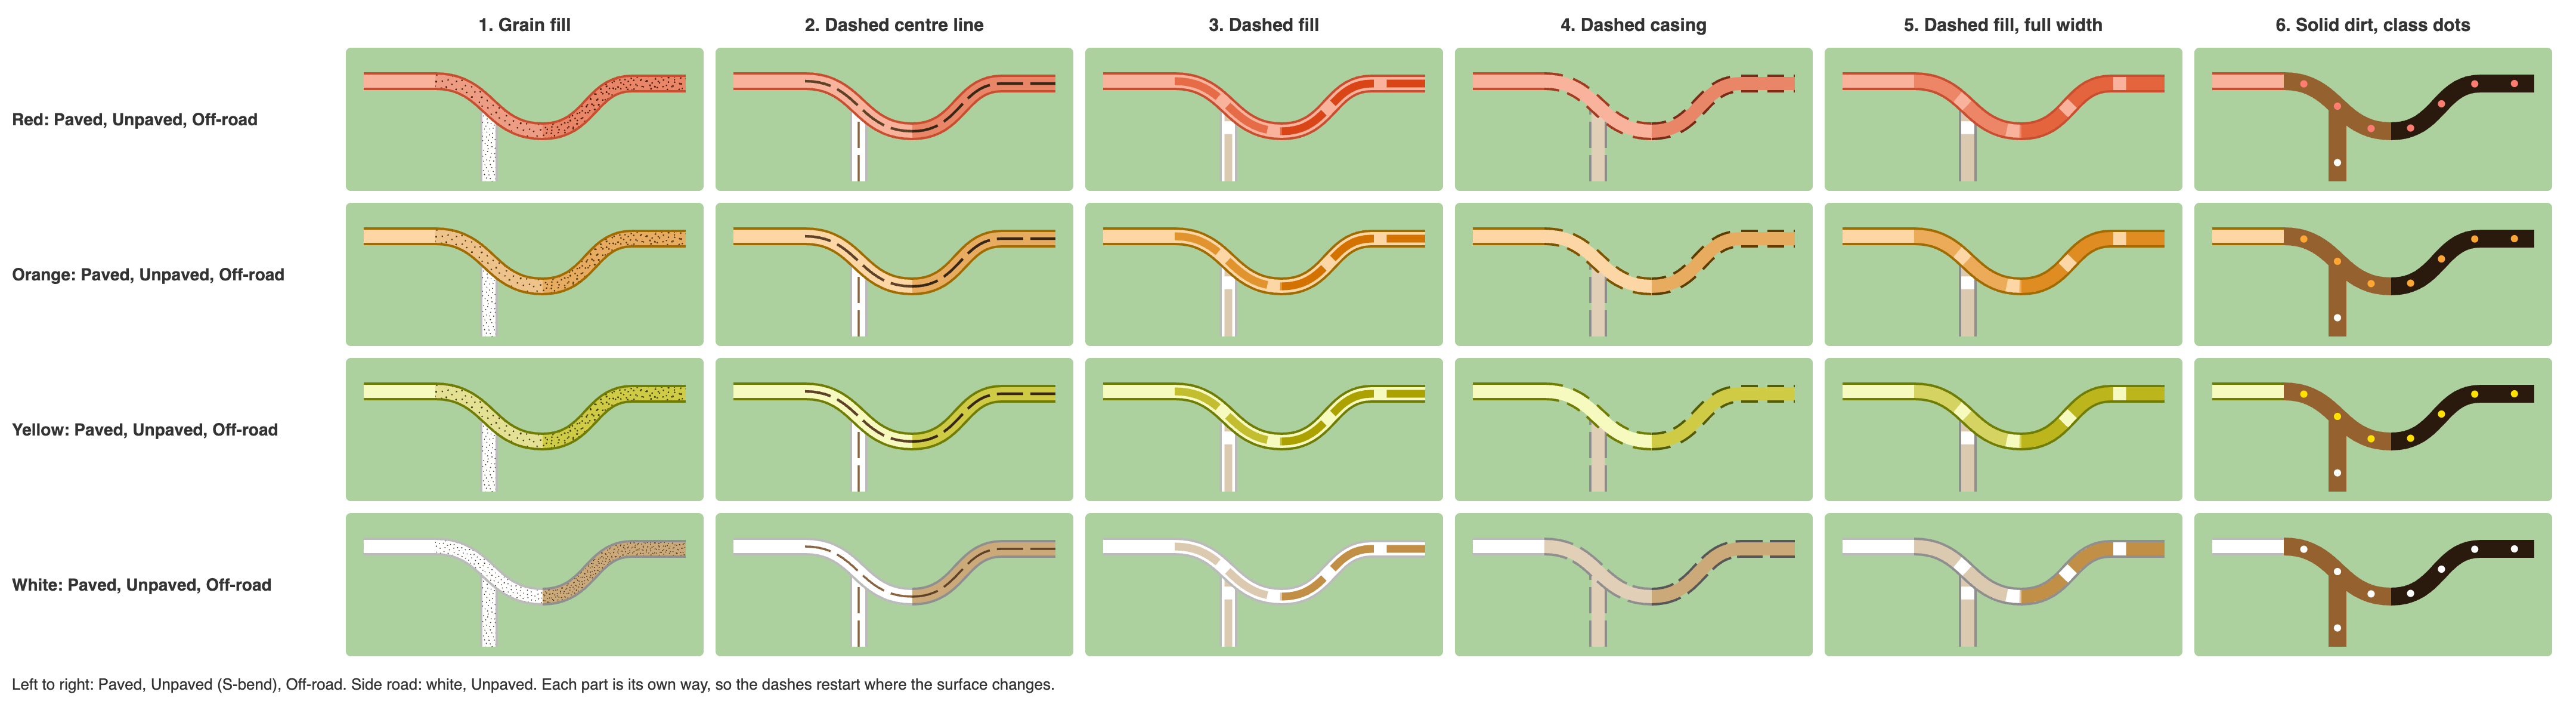 1. Grain fill
2. Dashed centre line
3. Dashed fill
4. Dashed casing
5. Dashed fill, full width
6. Solid dirt, class dots
Red: Paved, Unpaved, Off-road
Orange: Paved, Unpaved, Off-road
Yellow: Paved, Unpaved, Off-road
White: Paved, Unpaved, Off-road
Left to right: Paved, Unpaved (S-bend), Off-road. Side road: white, Unpaved. Each part is its own way, so the dashes restart where the surface changes.